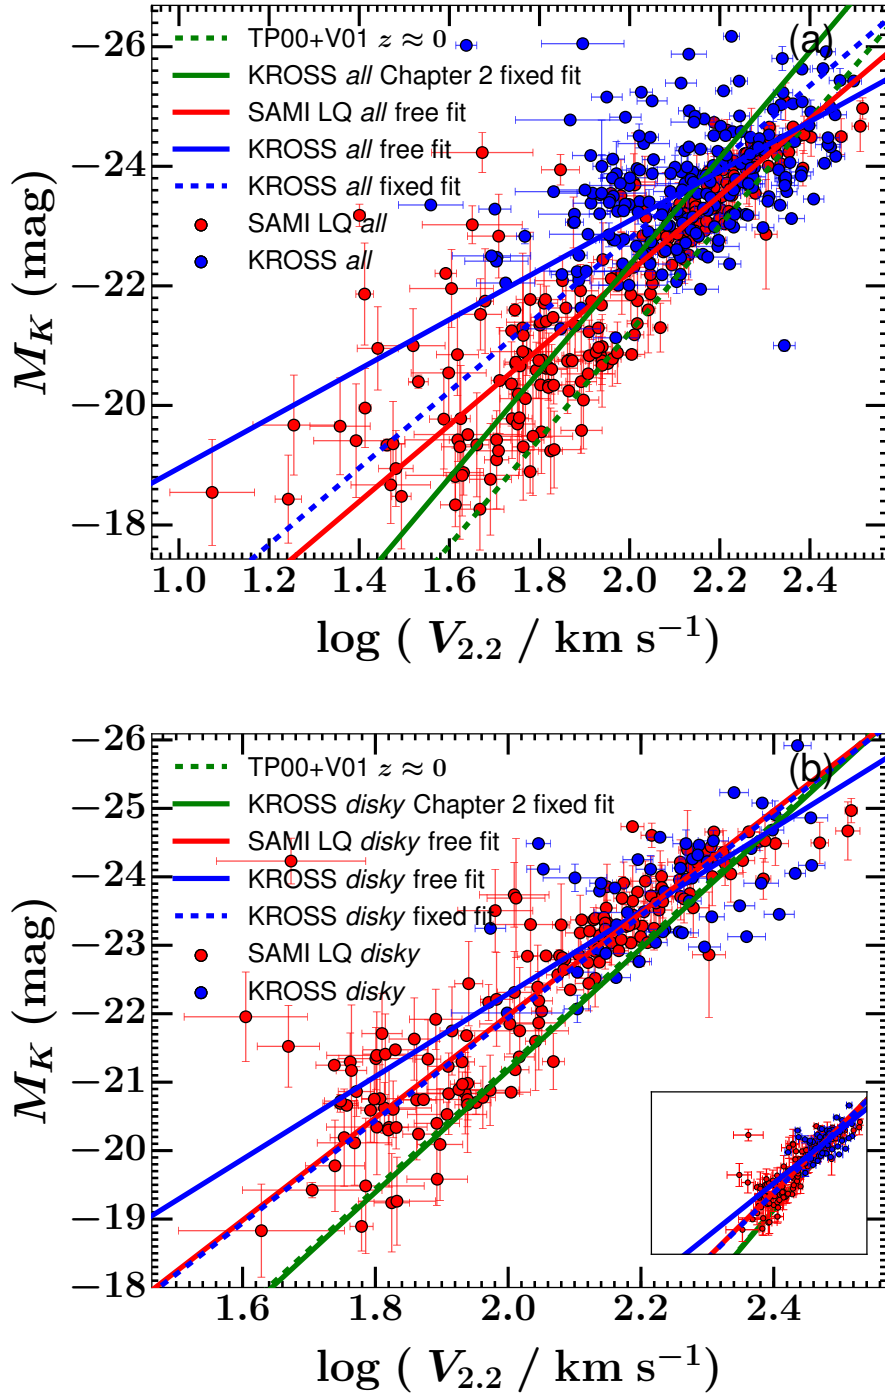 (a)
TP00+V01 z ≈ 0
KROSS all Chapter 2 fixed fit
SAMI LQ all free fit
KROSS all free fit
KROSS all fixed fit
SAMI LQ all
KROSS all
−26
−24
−22
−20
−18
M_K (mag)
1.0 1.2 1.4 1.6 1.8 2.0 2.2 2.4
log ( V_{2.2} / km s^{−1})
(b)
TP00+V01 z ≈ 0
KROSS disky Chapter 2 fixed fit
SAMI LQ disky free fit
KROSS disky free fit
KROSS disky fixed fit
SAMI LQ disky
KROSS disky
−26
−25
−24
−23
−22
−21
−20
−19
−18
M_K (mag)
1.6 1.8 2.0 2.2 2.4
log ( V_{2.2} / km s^{−1})